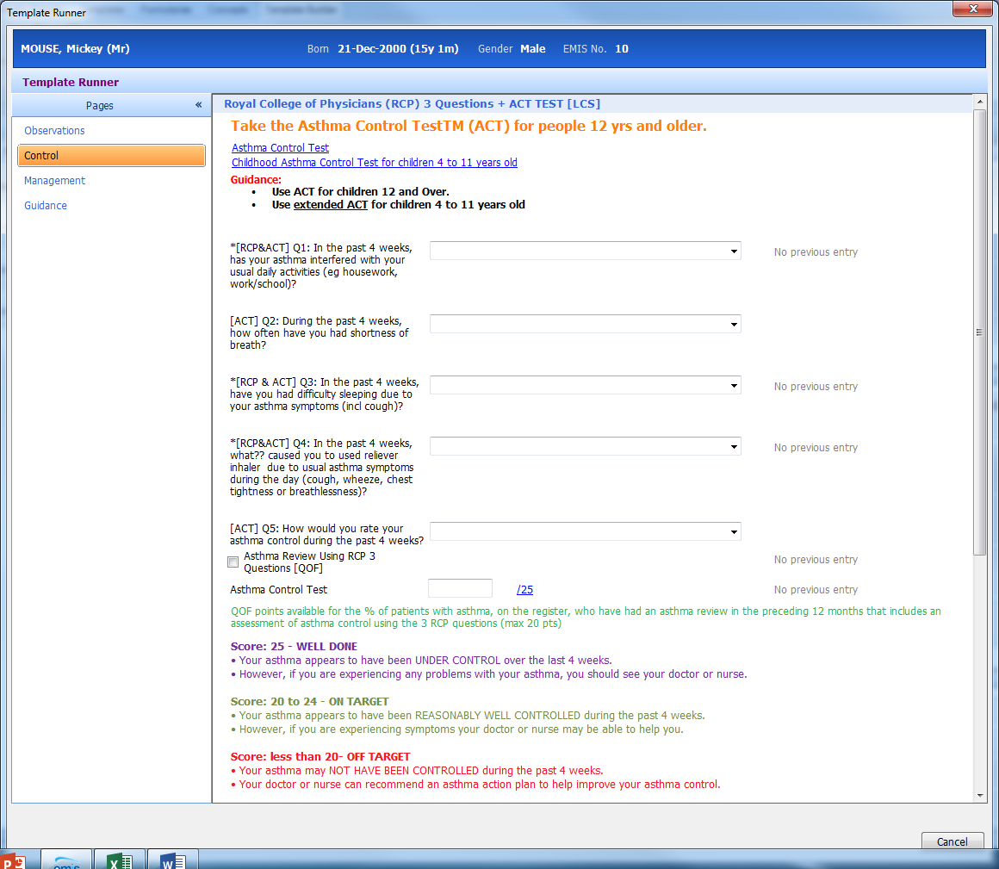 Template Runner
MOUSE, Mickey (Mr) Born 21-Dec-2000 (15y 1m) Gender Male EMIS No. 10
Template Runner
Pages «
Observations
Control
Management
Guidance
Royal College of Physicians (RCP) 3 Questions + ACT TEST [LCS]
Take the Asthma Control TestTM (ACT) for people 12 yrs and older.
Asthma Control Test
Childhood Asthma Control Test for children 4 to 11 years old
Guidance:
• Use ACT for children 12 and Over.
• Use extended ACT for children 4 to 11 years old
*[RCP&ACT] Q1: In the past 4 weeks,
has your asthma interfered with your
usual daily activities (eg housework,
work/school)?
No previous entry
[ACT] Q2: During the past 4 weeks,
how often have you had shortness of
breath?
*[RCP & ACT] Q3: In the past 4 weeks,
have you had difficulty sleeping due to
your asthma symptoms (incl cough)?
No previous entry
*[RCP&ACT] Q4: In the past 4 weeks,
what?? caused you to used reliever
inhaler due to usual asthma symptoms
during the day (cough, wheeze, chest
tightness or breathlessness)?
No previous entry
[ACT] Q5: How would you rate your
asthma control during the past 4 weeks?
Asthma Review Using RCP 3
Questions [QOF]
No previous entry
Asthma Control Test /25 No previous entry
QOF points available for the % of patients with asthma, on the register, who have had an asthma review in the preceding 12 months that includes an
assessment of asthma control using the 3 RCP questions (max 20 pts)
Score: 25 - WELL DONE
• Your asthma appears to have been UNDER CONTROL over the last 4 weeks.
• However, if you are experiencing any problems with your asthma, you should see your doctor or nurse.
Score: 20 to 24 - ON TARGET
• Your asthma appears to have been REASONABLY WELL CONTROLLED during the past 4 weeks.
• However, if you are experiencing symptoms your doctor or nurse may be able to help you.
Score: less than 20- OFF TARGET
• Your asthma may NOT HAVE BEEN CONTROLLED during the past 4 weeks.
• Your doctor or nurse can recommend an asthma action plan to help improve your asthma control.
Cancel